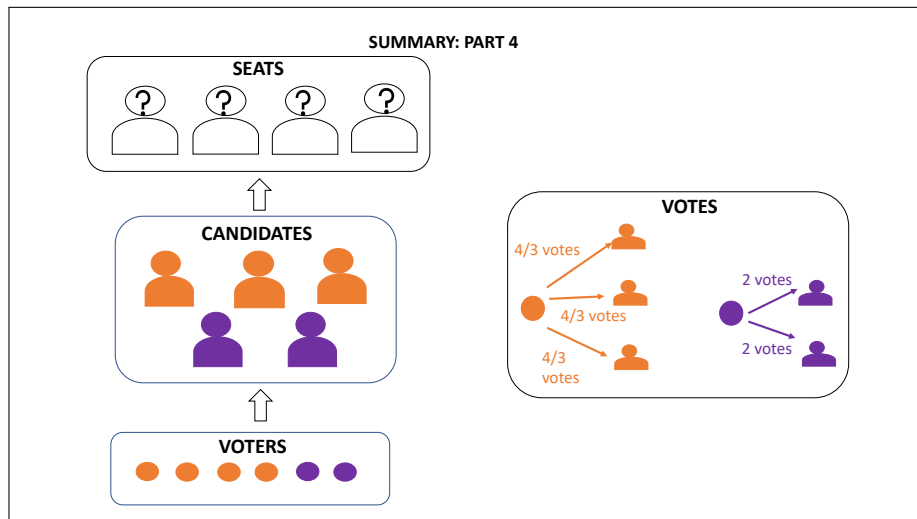 SUMMARY: PART 4
SEATS
? ? ? ?
CANDIDATES
VOTERS
VOTES
4/3 votes
4/3 votes
4/3
votes
2 votes
2 votes